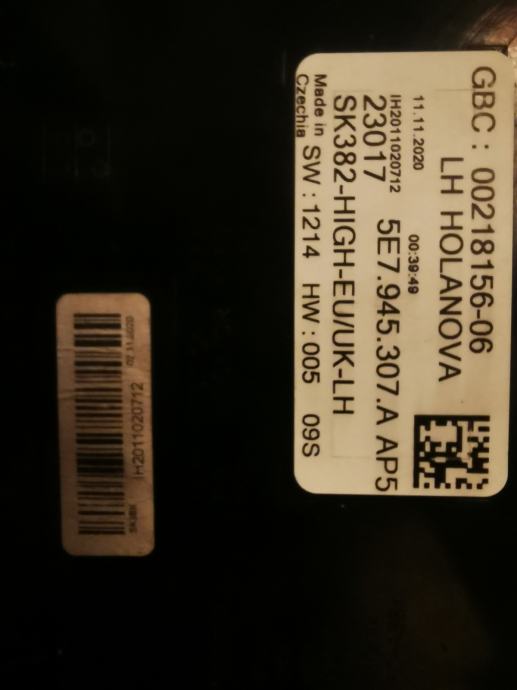 GBC : 00218156-06
LH HOLANOVA
11.11.2020 00:39:49
IH2011020712
23017 5E7.945.307.A AP5
SK382-HIGH-EU/UK-LH
Made in
Czechia SW : 1214 HW : 005 09S
IH2011020712